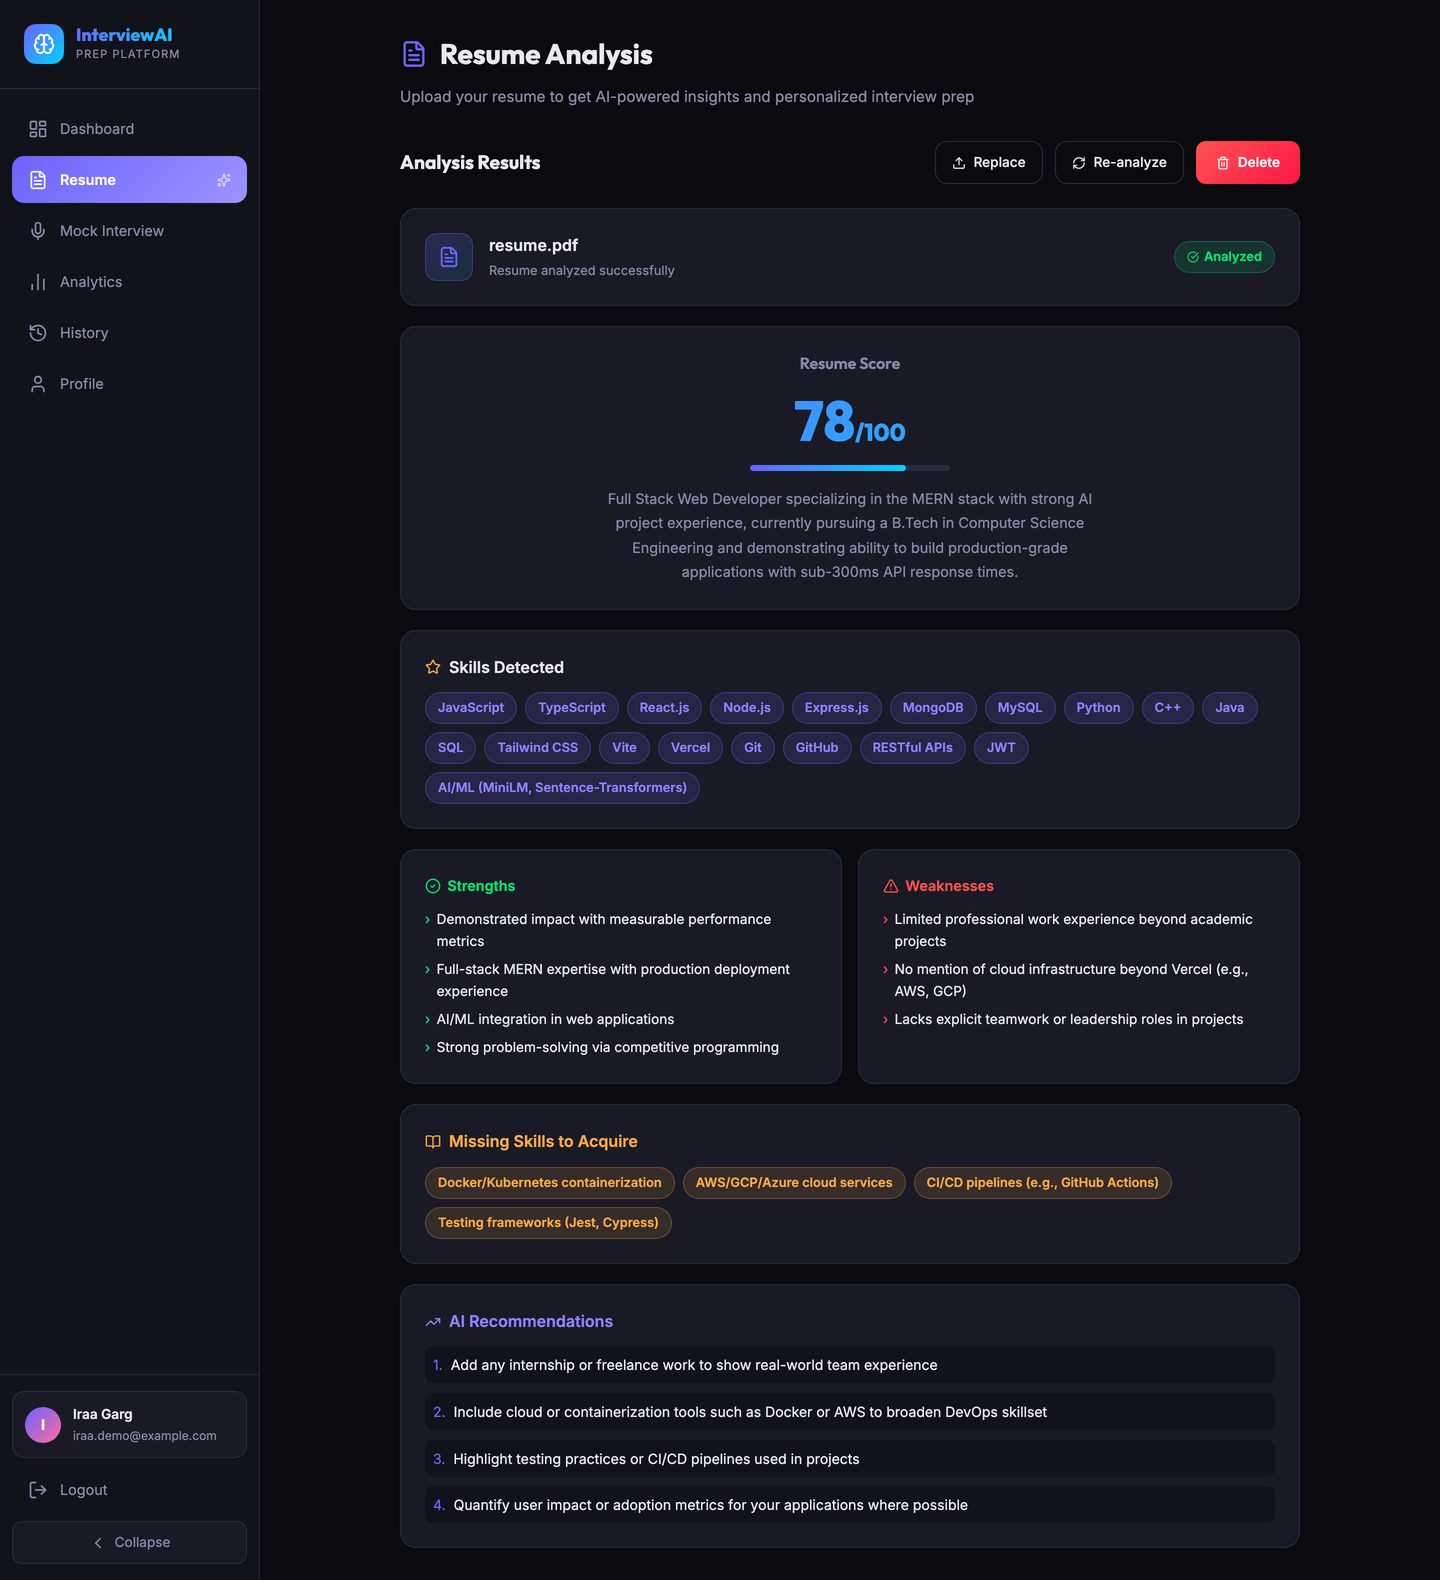 InterviewAI
PREP PLATFORM
Dashboard
Resume
Mock Interview
Analytics
History
Profile
Iraa Garg
I
iraa.demo@example.com
Logout
Collapse
Resume Analysis
Upload your resume to get AI-powered insights and personalized interview prep
Analysis Results
Replace
Re-analyze
Delete
resume.pdf
Resume analyzed successfully
Analyzed
Resume Score
78/100
Full Stack Web Developer specializing in the MERN stack with strong AI
project experience, currently pursuing a B.Tech in Computer Science
Engineering and demonstrating ability to build production-grade
applications with sub-300ms API response times.
Skills Detected
JavaScript TypeScript React.js Node.js Express.js MongoDB MySQL Python C++ Java
SQL Tailwind CSS Vite Vercel Git GitHub RESTful APIs JWT
AI/ML (MiniLM, Sentence-Transformers)
Strengths
› Demonstrated impact with measurable performance
metrics
› Full-stack MERN expertise with production deployment
experience
› AI/ML integration in web applications
› Strong problem-solving via competitive programming
Weaknesses
› Limited professional work experience beyond academic
projects
› No mention of cloud infrastructure beyond Vercel (e.g.,
AWS, GCP)
› Lacks explicit teamwork or leadership roles in projects
Missing Skills to Acquire
Docker/Kubernetes containerization AWS/GCP/Azure cloud services CI/CD pipelines (e.g., GitHub Actions)
Testing frameworks (Jest, Cypress)
AI Recommendations
1. Add any internship or freelance work to show real-world team experience
2. Include cloud or containerization tools such as Docker or AWS to broaden DevOps skillset
3. Highlight testing practices or CI/CD pipelines used in projects
4. Quantify user impact or adoption metrics for your applications where possible